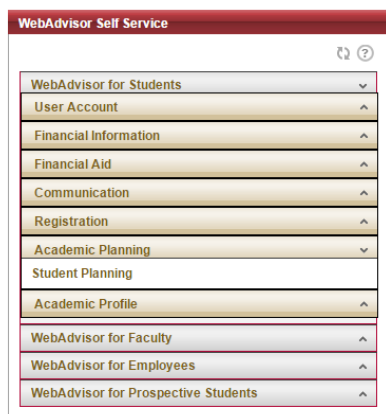 WebAdvisor Self Service
WebAdvisor for Students
User Account
Financial Information
Financial Aid
Communication
Registration
Academic Planning
Student Planning
Academic Profile
WebAdvisor for Faculty
WebAdvisor for Employees
WebAdvisor for Prospective Students